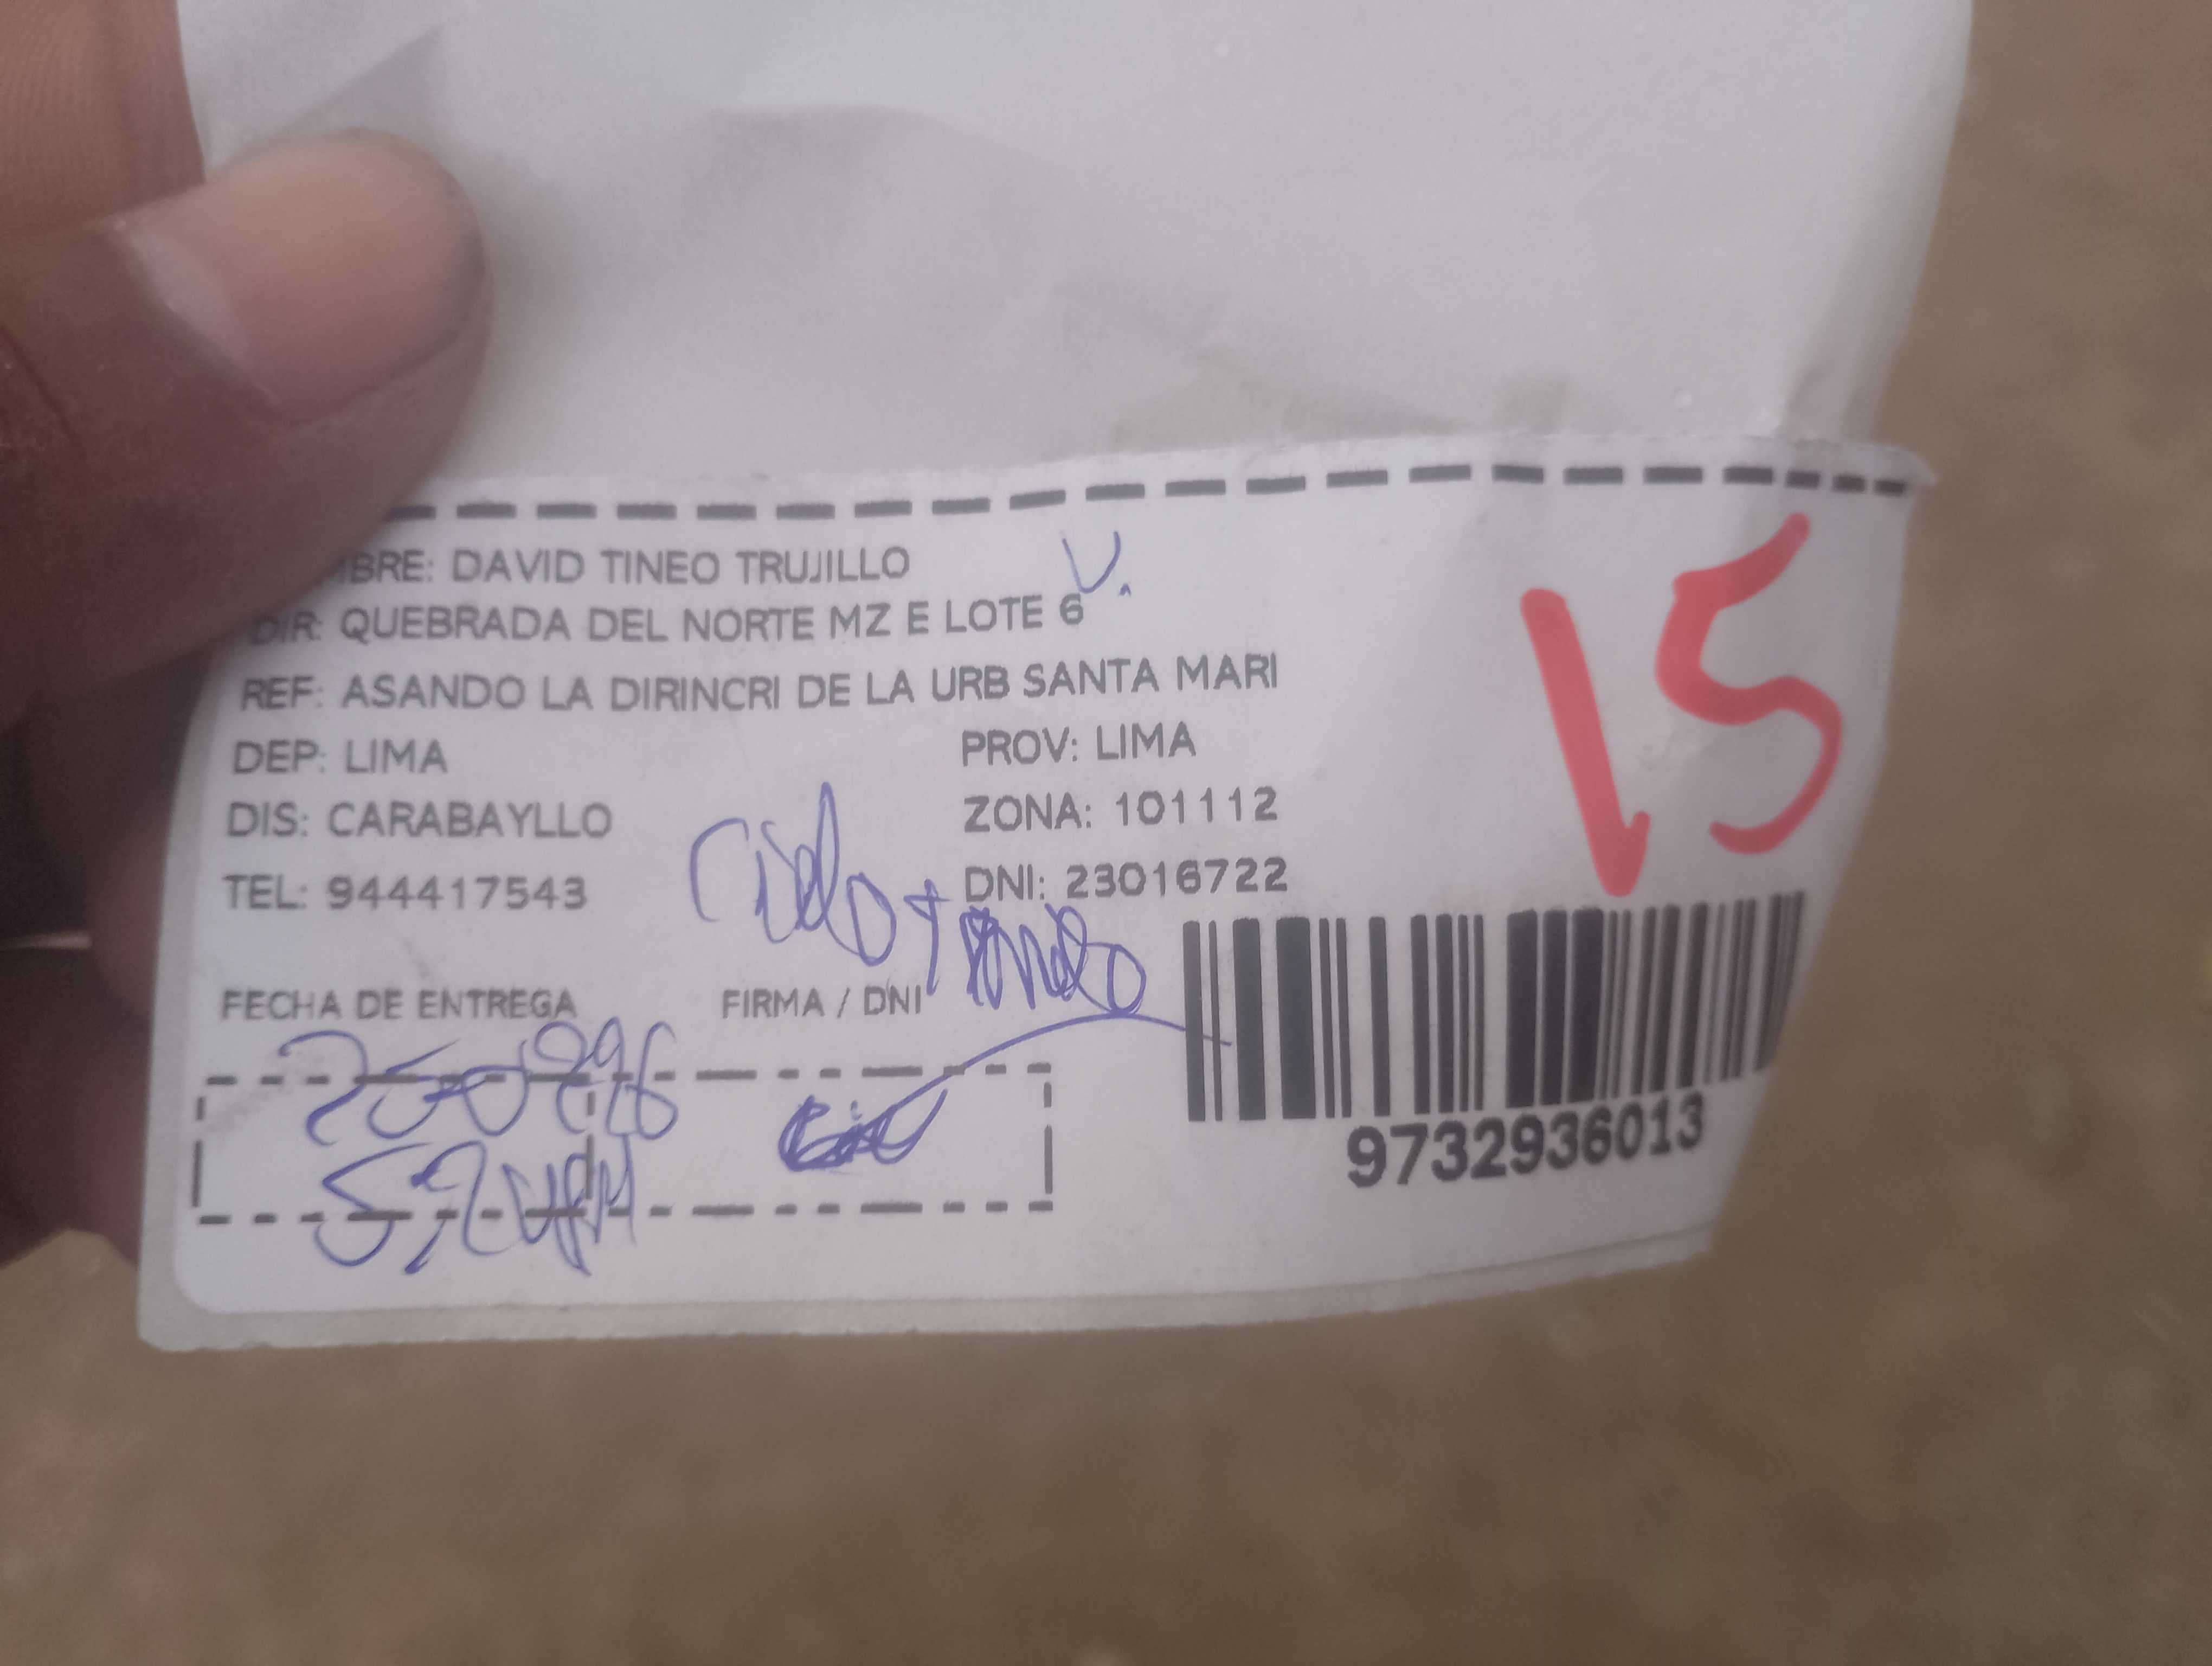 BRE: DAVID TINEO TRUJILLO
DIR: QUEBRADA DEL NORTE MZ E LOTE 6
REF: ASANDO LA DIRINCRI DE LA URB SANTA MARI
DEP: LIMA PROV: LIMA
DIS: CARABAYLLO ZONA: 101112
TEL: 944417543 DNI: 23016722
15
FECHA DE ENTREGA FIRMA / DNI
9732936013